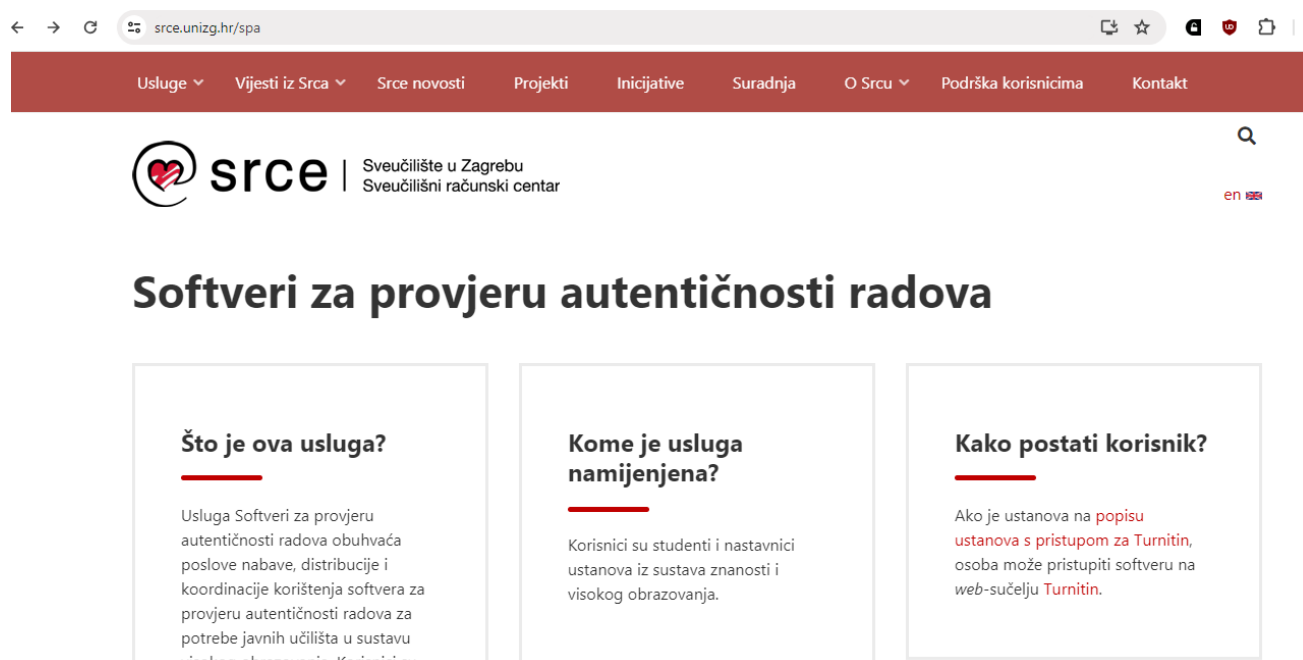 srce.unizg.hr/spa
Usluge Vijesti iz Srca Srce novosti Projekti Inicijative Suradnja O Srcu Podrška korisnicima Kontakt
srce | Sveučilište u Zagrebu
Sveučilišni računski centar
en
Softveri za provjeru autentičnosti radova
Što je ova usluga?
Usluga Softveri za provjeru
autentičnosti radova obuhvaća
poslove nabave, distribucije i
koordinacije korištenja softvera za
provjeru autentičnosti radova za
potrebe javnih učilišta u sustavu
Kome je usluga
namijenjena?
Korisnici su studenti i nastavnici
ustanova iz sustava znanosti i
visokog obrazovanja.
Kako postati korisnik?
Ako je ustanova na popisu
ustanova s pristupom za Turnitin,
osoba može pristupiti softveru na
web-sučelju Turnitin.